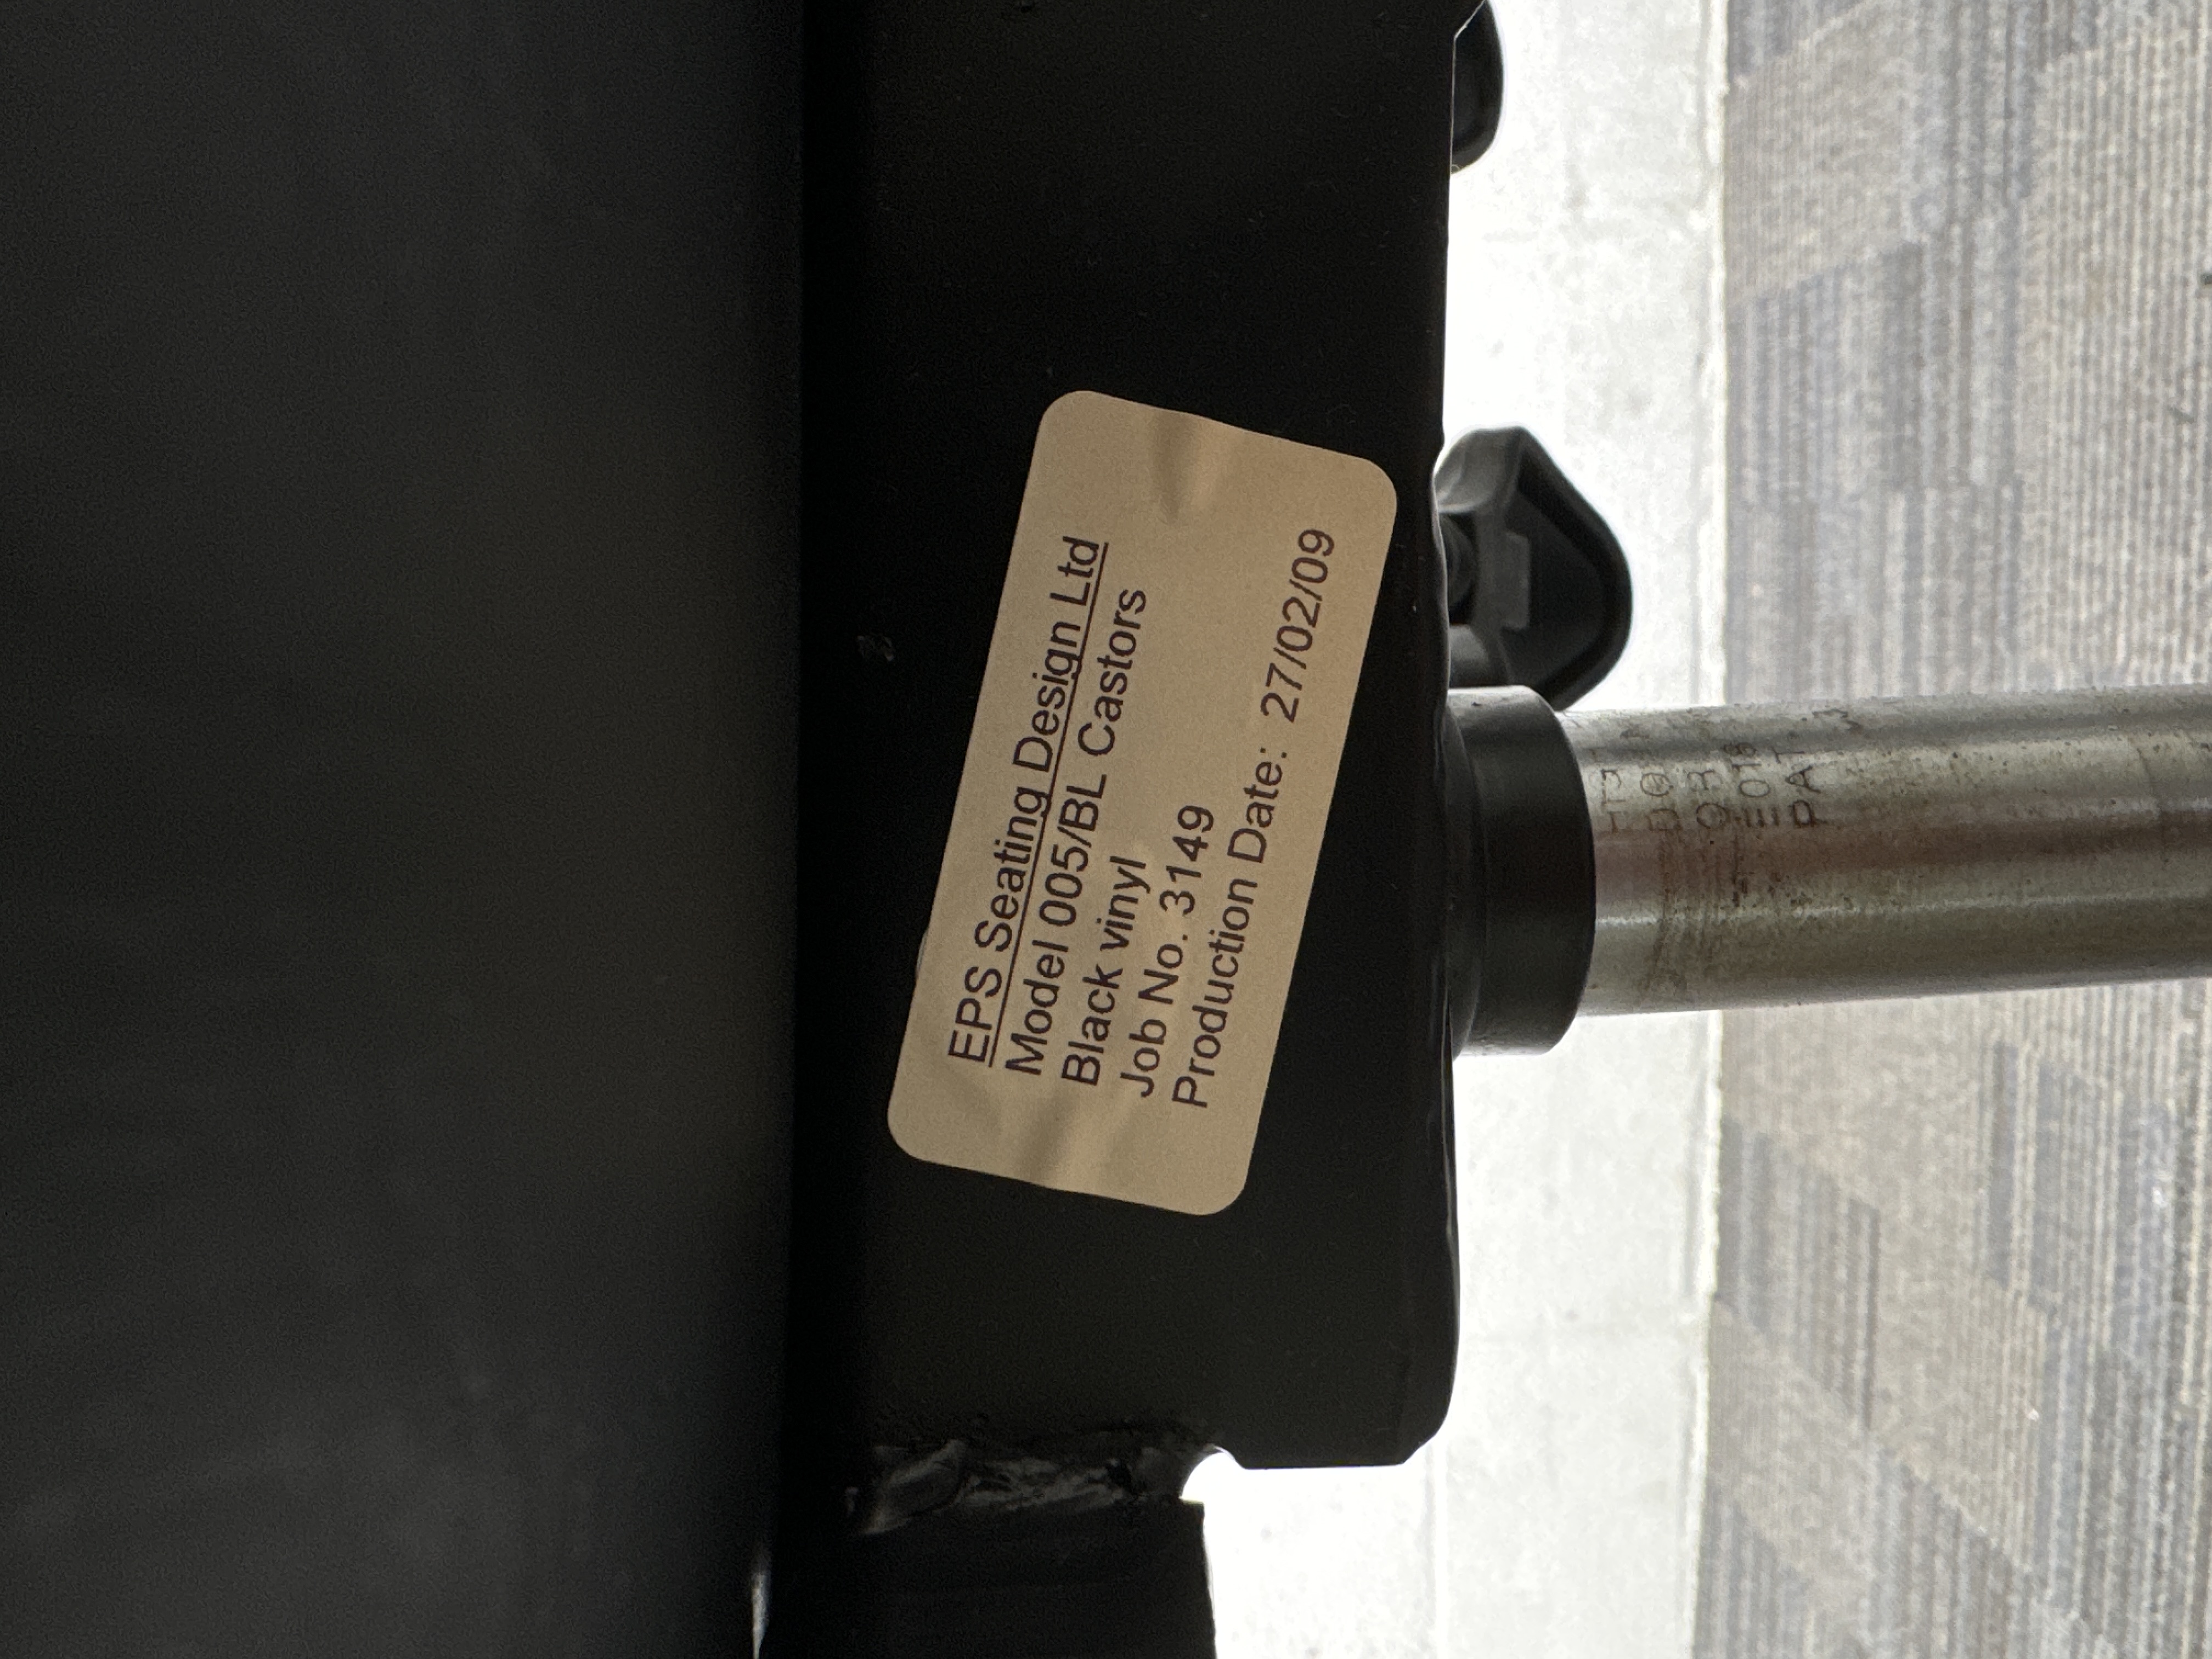 EPS Seating Design Ltd
Model 005/BL Castors
Black vinyl
Job No. 3149
Production Date: 27/02/09